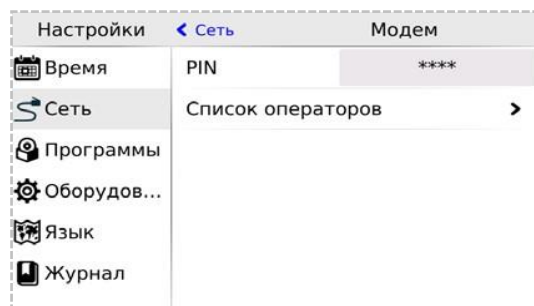 Настройки
Сеть
Модем
Время
PIN
****
Сеть
Список операторов
Программы
Оборудов...
Язык
Журнал